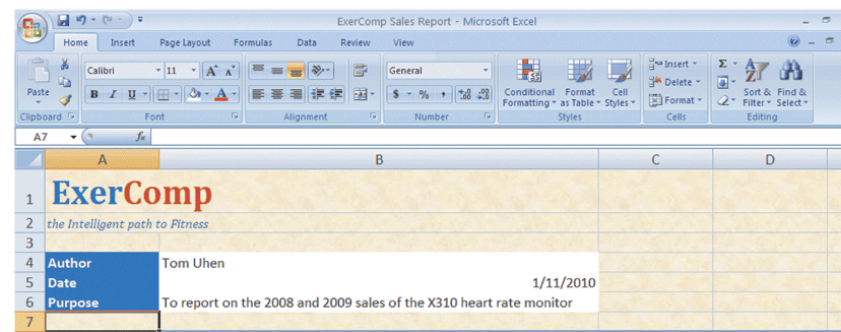 ExerComp Sales Report - Microsoft Excel
Home Insert Page Layout Formulas Data Review View
Paste
Clipboard
Calibri 11 A A
B I U A
Font
Alignment
General
$ % ,
Number
Conditional Formatting
Format as Table
Cell Styles
Styles
Insert
Delete
Format
Cells
Σ
Sort & Filter
Find & Select
Editing
A7 fx
A B C D
1 ExerComp
2 the Intelligent path to Fitness
3
4 Author Tom Uhen
5 Date 1/11/2010
6 Purpose To report on the 2008 and 2009 sales of the X310 heart rate monitor
7